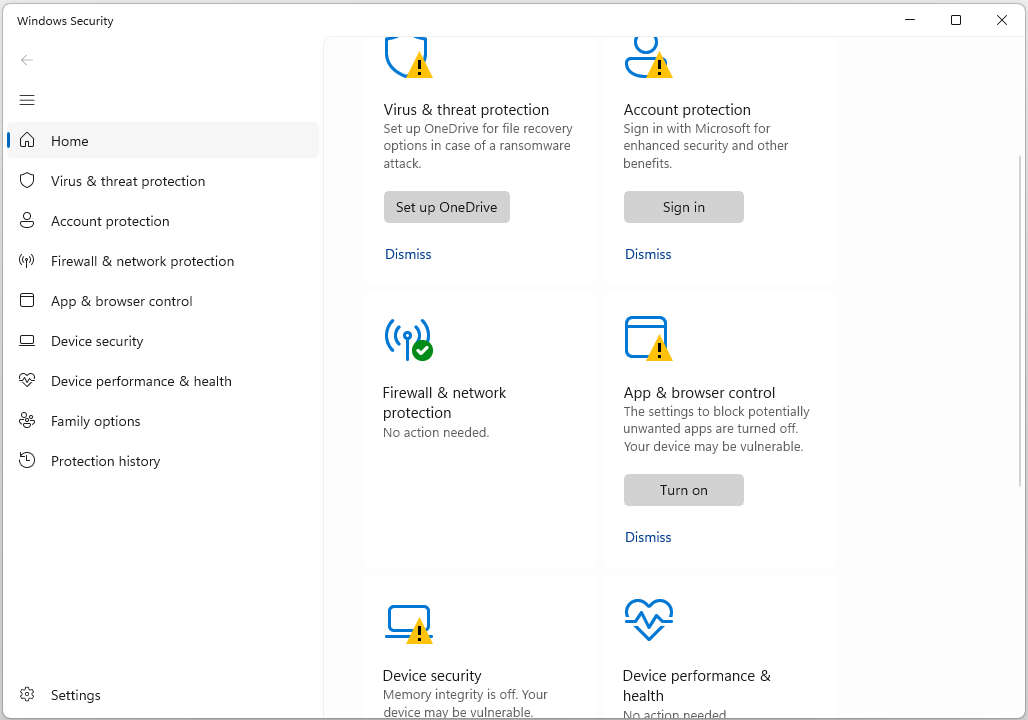 Windows Security
Home
Virus & threat protection
Account protection
Firewall & network protection
App & browser control
Device security
Device performance & health
Family options
Protection history
Settings
Virus & threat protection
Set up OneDrive for file recovery
options in case of a ransomware
attack.
Set up OneDrive
Dismiss
Account protection
Sign in with Microsoft for
enhanced security and other
benefits.
Sign in
Dismiss
Firewall & network
protection
No action needed.
App & browser control
The settings to block potentially
unwanted apps are turned off.
Your device may be vulnerable.
Turn on
Dismiss
Device security
Memory integrity is off. Your
device may be vulnerable.
Device performance &
health
No action needed.